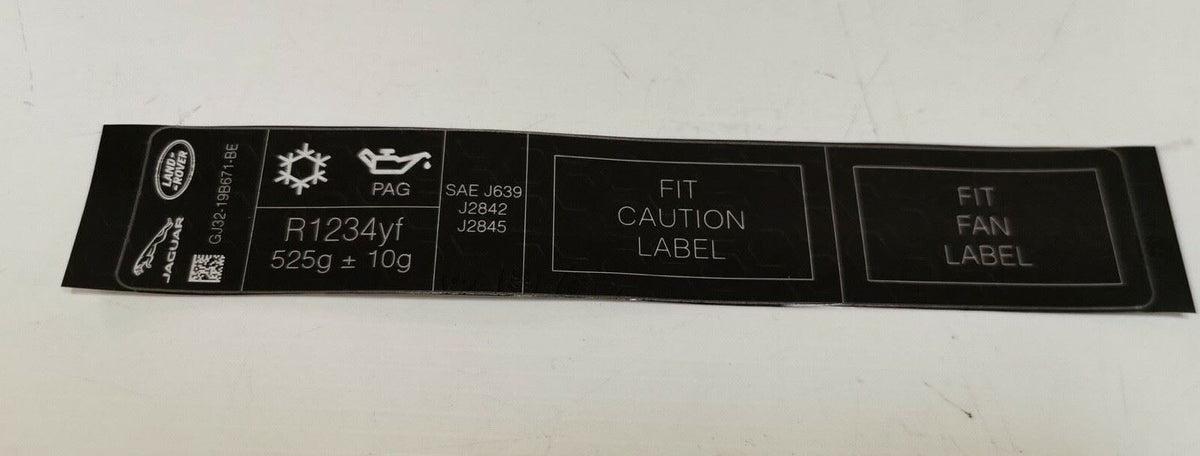 LAND-
-ROVER
JAGUAR
GJ32-19B671-BE
PAG
R1234yf
525g ± 10g
SAE J639
J2842
J2845
FIT
CAUTION
LABEL
FIT
FAN
LABEL